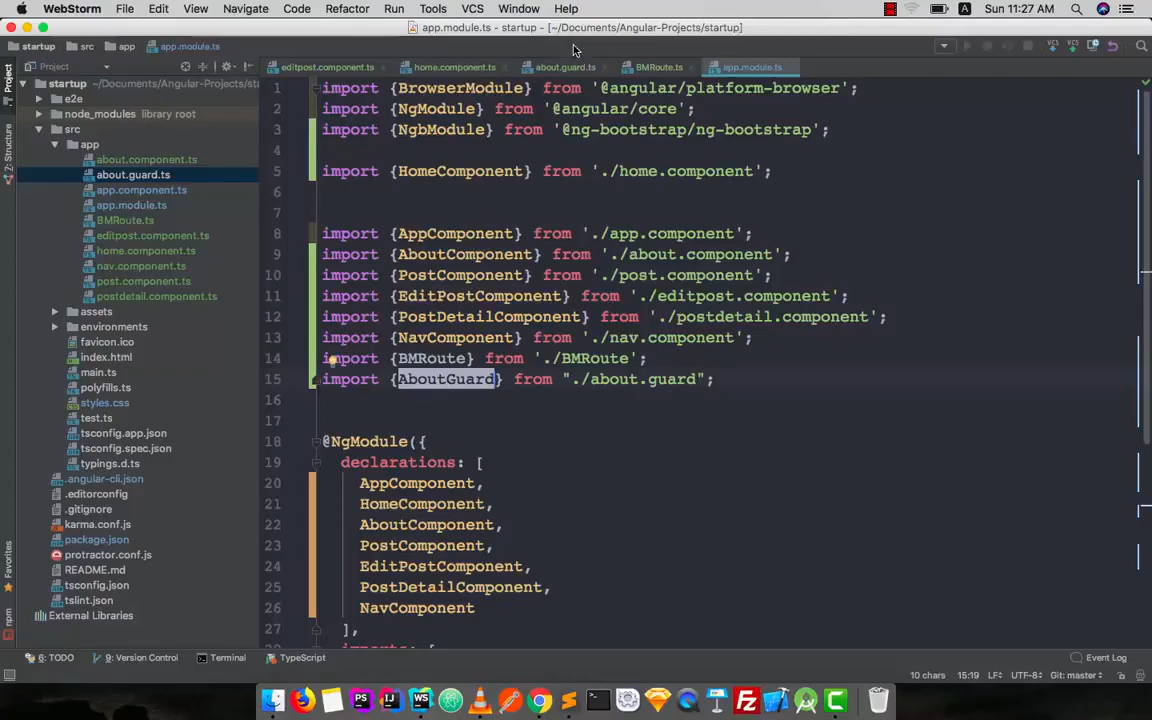 WebStorm File Edit View Navigate Code Refactor Run Tools VCS Window Help A Sun 11:27 AM
app.module.ts - startup - [~/Documents/Angular-Projects/startup]
startup src app app.module.ts
Project
editpost.component.ts home.component.ts about.guard.ts BMRoute.ts app.module.ts
1: Project
7: Structure
Favorites
npm
startup ~/Documents/Angular-Projects/sta
e2e
node_modules library root
src
app
about.component.ts
about.guard.ts
app.component.ts
app.module.ts
BMRoute.ts
editpost.component.ts
home.component.ts
nav.component.ts
post.component.ts
postdetail.component.ts
assets
environments
favicon.ico
index.html
main.ts
polyfills.ts
styles.css
test.ts
tsconfig.app.json
tsconfig.spec.json
typings.d.ts
.angular-cli.json
.editorconfig
.gitignore
karma.conf.js
package.json
protractor.conf.js
README.md
tsconfig.json
tslint.json
External Libraries
1 import {BrowserModule} from '@angular/platform-browser';
2 import {NgModule} from '@angular/core';
3 import {NgbModule} from '@ng-bootstrap/ng-bootstrap';
4
5 import {HomeComponent} from './home.component';
6
7
8 import {AppComponent} from './app.component';
9 import {AboutComponent} from './about.component';
10 import {PostComponent} from './post.component';
11 import {EditPostComponent} from './editpost.component';
12 import {PostDetailComponent} from './postdetail.component';
13 import {NavComponent} from './nav.component';
14 import {BMRoute} from './BMRoute';
15 import {AboutGuard} from "./about.guard";
16
17
18 @NgModule({
19 declarations: [
20 AppComponent,
21 HomeComponent,
22 AboutComponent,
23 PostComponent,
24 EditPostComponent,
25 PostDetailComponent,
26 NavComponent
27 ],
imports: [
6: TODO 9: Version Control Terminal TypeScript Event Log
10 chars 15:19 LF÷ UTF-8÷ Git: master÷